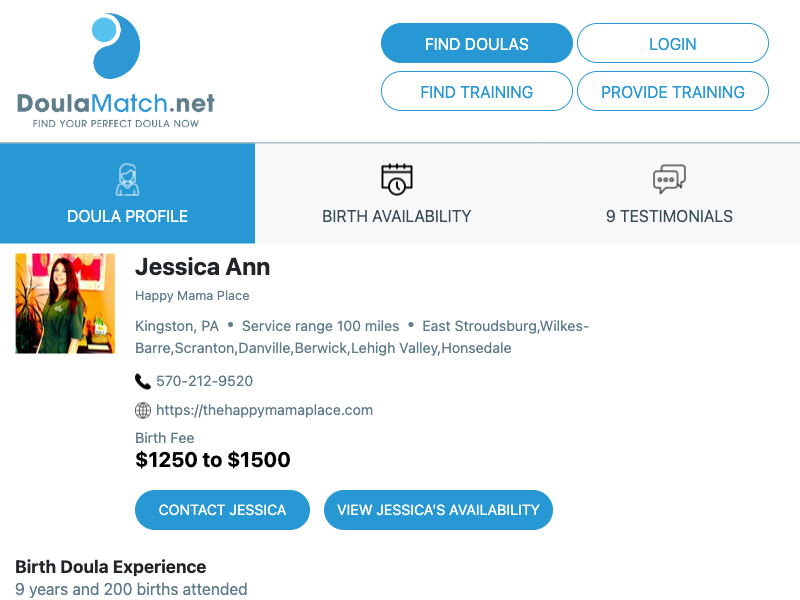 DoulaMatch.net
FIND YOUR PERFECT DOULA NOW
FIND DOULAS
LOGIN
FIND TRAINING
PROVIDE TRAINING
DOULA PROFILE
BIRTH AVAILABILITY
9 TESTIMONIALS
Jessica Ann
Happy Mama Place
Kingston, PA • Service range 100 miles • East Stroudsburg,Wilkes-
Barre,Scranton,Danville,Berwick,Lehigh Valley,Honsedale
570-212-9520
https://thehappymamaplace.com
Birth Fee
$1250 to $1500
CONTACT JESSICA
VIEW JESSICA'S AVAILABILITY
Birth Doula Experience
9 years and 200 births attended